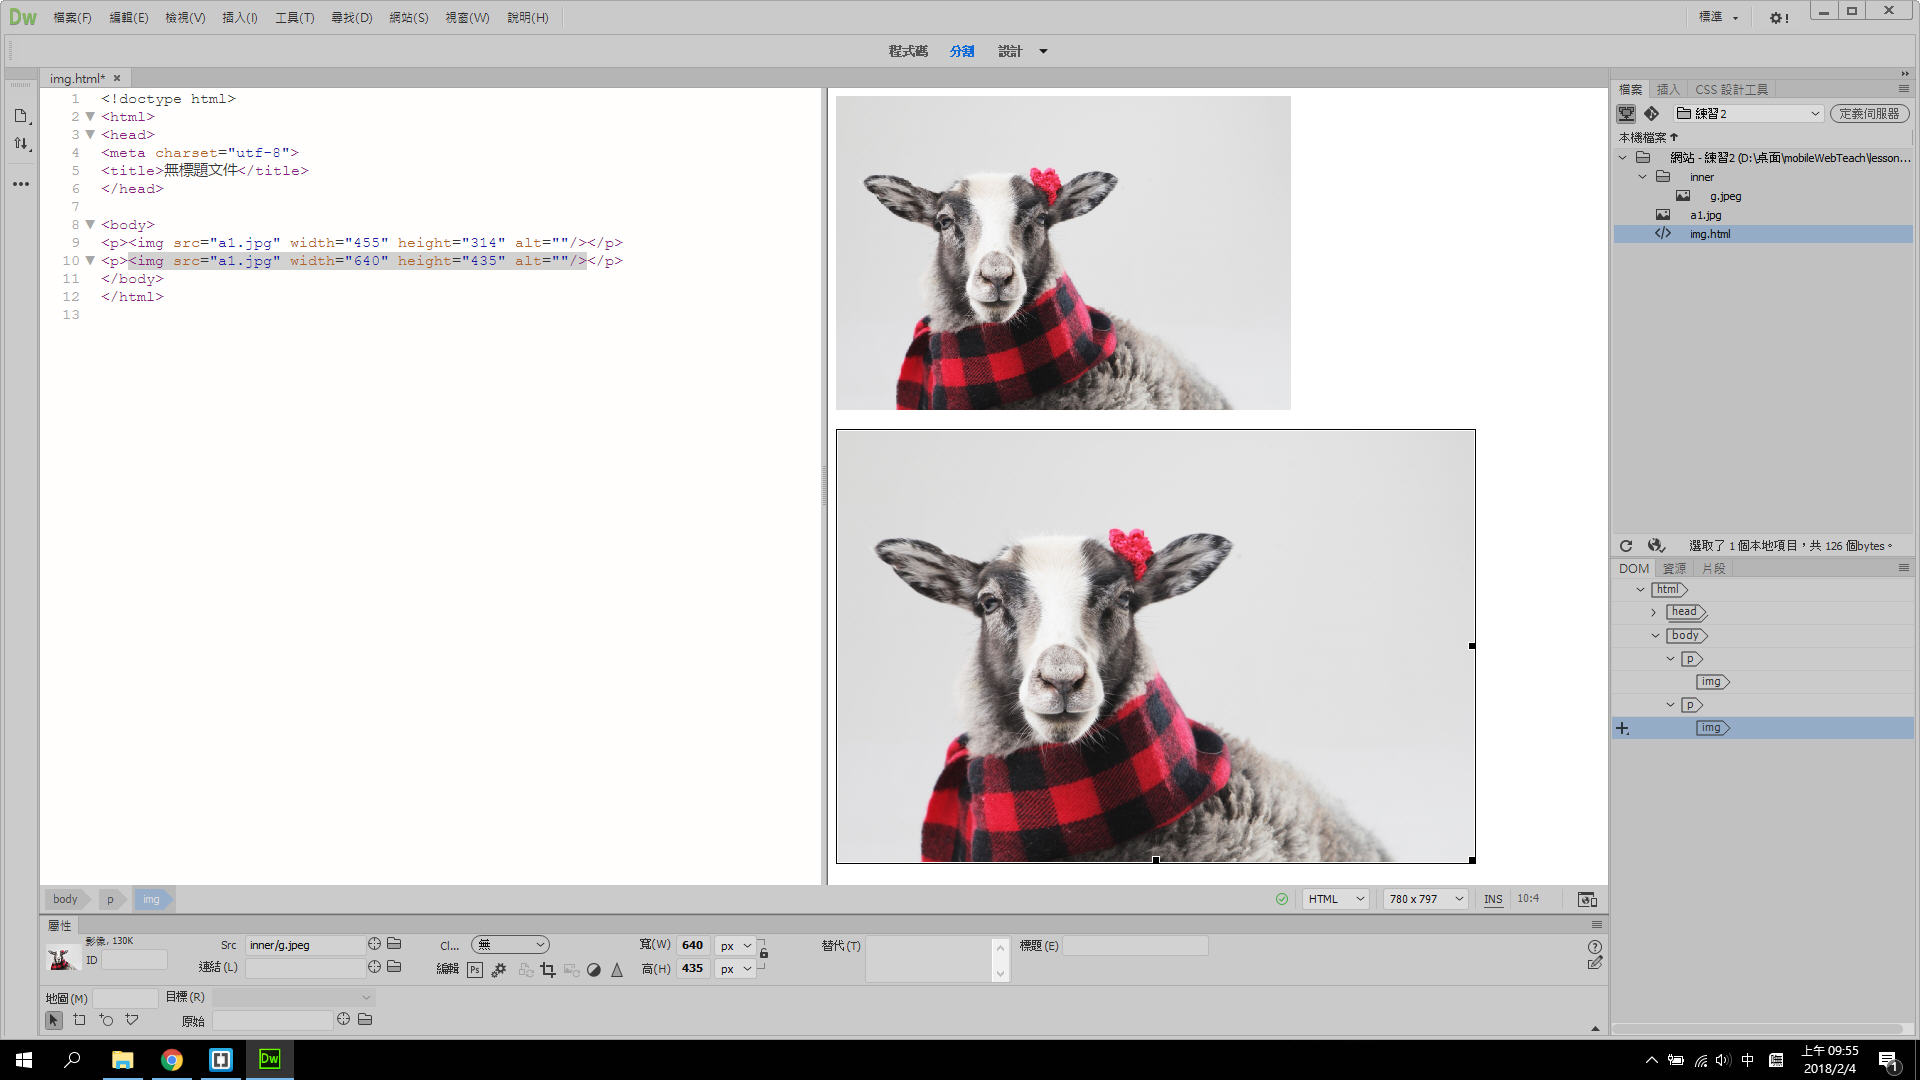 Dw 檔案(F) 編輯(E) 檢視(V) 插入(I) 工具(T) 尋找(D) 網站(S) 視窗(W) 說明(H) 標準
程式碼 分割 設計
img.html*
1 <!doctype html>
2 <html>
3 <head>
4 <meta charset="utf-8">
5 <title>無標題文件</title>
6 </head>
7
8 <body>
9 <p><img src="a1.jpg" width="455" height="314" alt=""/></p>
10 <p><img src="a1.jpg" width="640" height="435" alt=""/></p>
11 </body>
12 </html>
13
檔案 插入 CSS 設計工具
練習2 定義伺服器
本機檔案
網站 - 練習2 (D:\桌面\mobileWebTeach\lesson...
inner
g.jpeg
a1.jpg
img.html
選取了 1 個本地項目，共 126 個bytes。
DOM 資源 片段
html
head
body
p
img
p
img
body p img HTML 780 x 797 INS 10:4
屬性
影像, 130K Src inner/g.jpeg Cl... 無 寬(W) 640 px 替代(T) 標題(E)
ID 連結(L) 編輯 Ps 高(H) 435 px
地圖(M) 目標(R)
原始
Dw 中 上午 09:55
2018/2/4
1